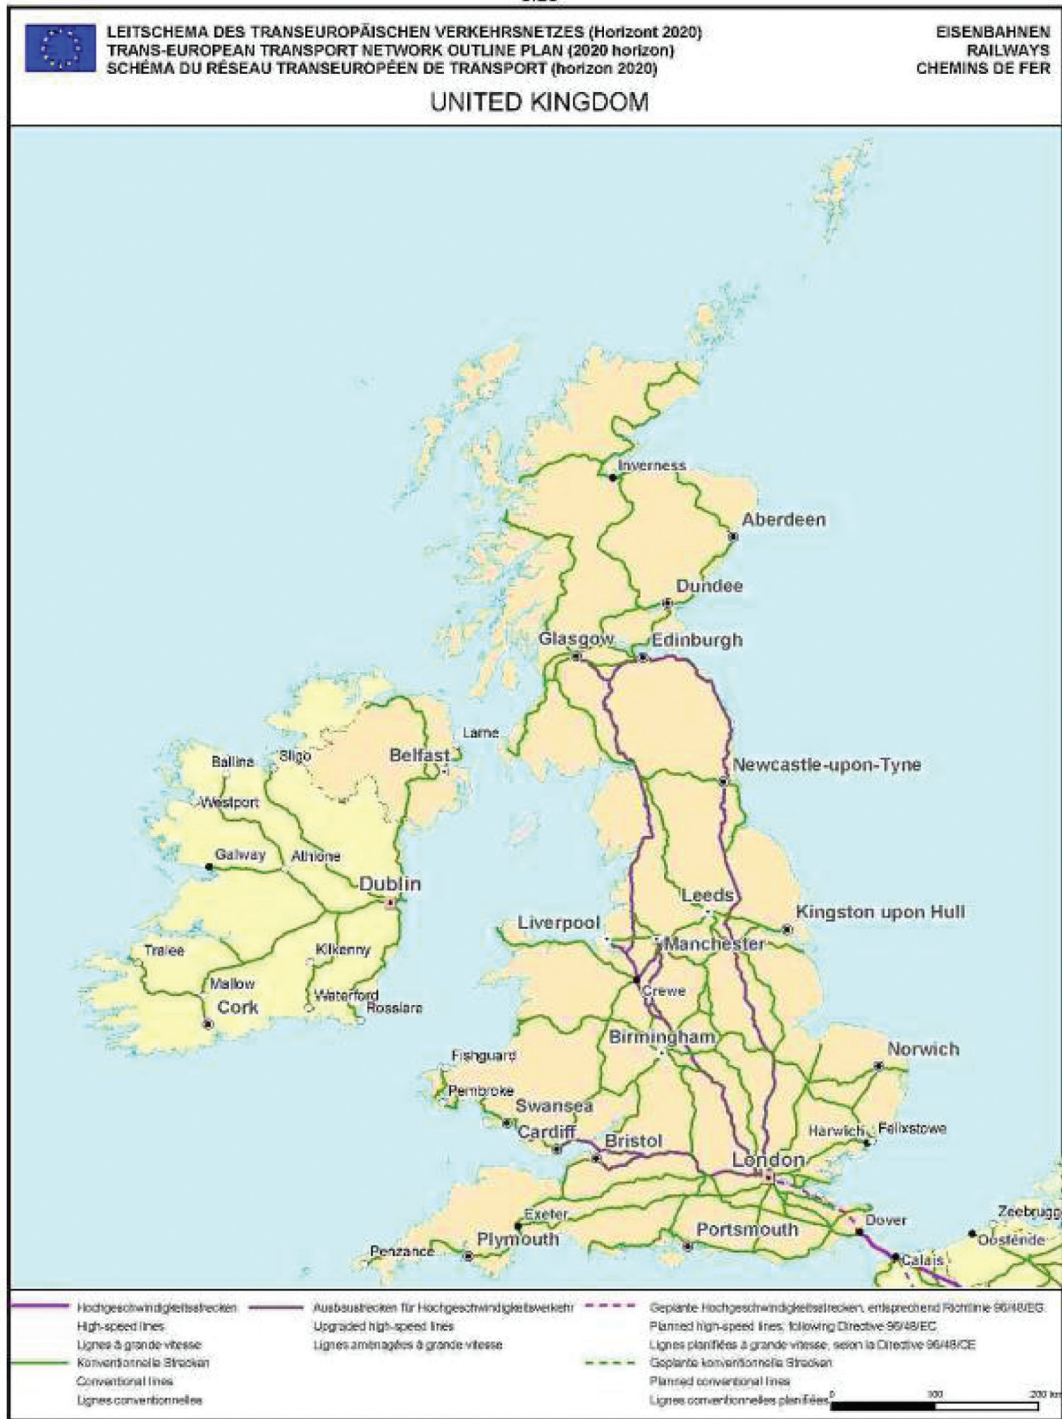 LEITSCHEMA DES TRANSEUROPÄISCHEN VERKEHRSNETZES (Horizont 2020)
TRANS-EUROPEAN TRANSPORT NETWORK OUTLINE PLAN (2020 horizon)
SCHÉMA DU RÉSEAU TRANSEUROPÉEN DE TRANSPORT (horizon 2020)
EISENBAHNEN
RAILWAYS
CHEMINS DE FER
UNITED KINGDOM
Inverness
Aberdeen
Dundee
Glasgow
Edinburgh
Larne
Belfast
Sligo
Ballina
Newcastle-upon-Tyne
Westport
Galway
Athlone
Dublin
Leeds
Kingston upon Hull
Liverpool
Manchester
Tralee
Kilkenny
Mallow
Crewe
Waterford
Cork
Rosslare
Birmingham
Norwich
Fishguard
Pembroke
Swansea
Harwich
Felixstowe
Cardiff
Bristol
London
Exeter
Dover
Zeebrugg
Plymouth
Portsmouth
Oostende
Penzance
Calais
Hochgeschwindigkeitsstrecken
High-speed lines
Lignes à grande vitesse
Konventionelle Strecken
Conventional lines
Lignes conventionnelles
Ausbaustrecken für Hochgeschwindigkeitsverkehr
Upgraded high-speed lines
Lignes aménagées à grande vitesse
Geplante Hochgeschwindigkeitsstrecken, entsprechend Richtlinie 96/48/EG
Planned high-speed lines, following Directive 96/48/EC
Lignes planifiées à grande vitesse, selon la Directive 96/48/CE
Geplante konventionelle Strecken
Planned conventional lines
Lignes conventionnelles planifiées
0 100 200 km